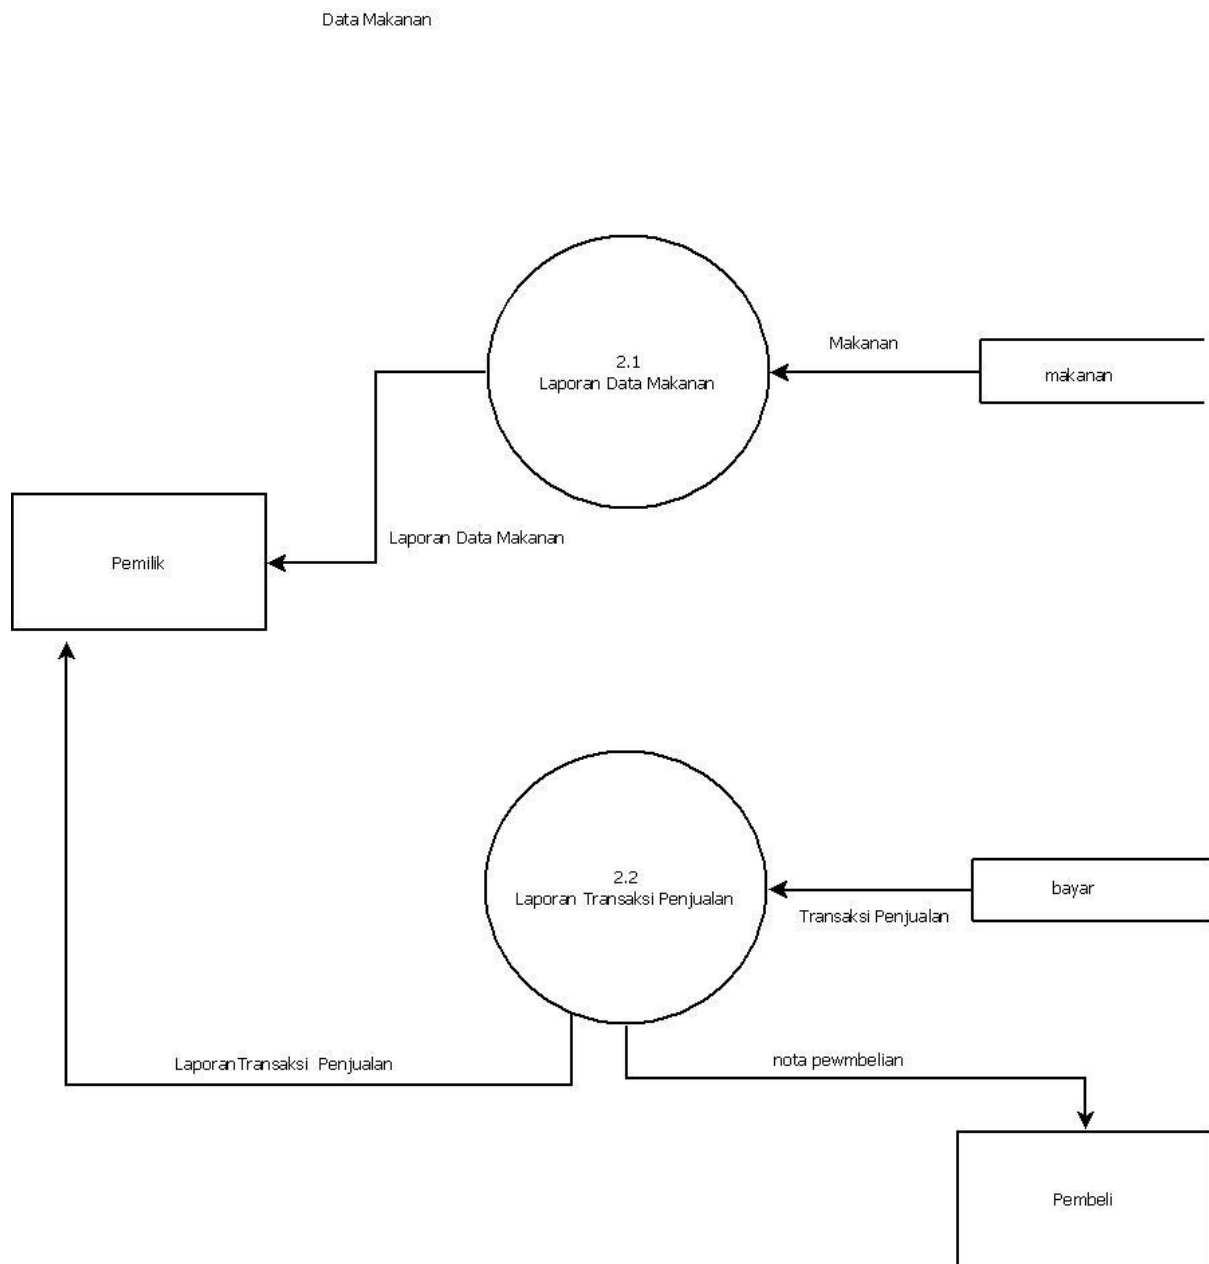 Data Makanan
2.1
Laporan Data Makanan
Makanan
makanan
Laporan Data Makanan
Pemilik
2.2
Laporan Transaksi Penjualan
Transaksi Penjualan
bayar
LaporanTransaksi Penjualan
nota pewmbelian
Pembeli